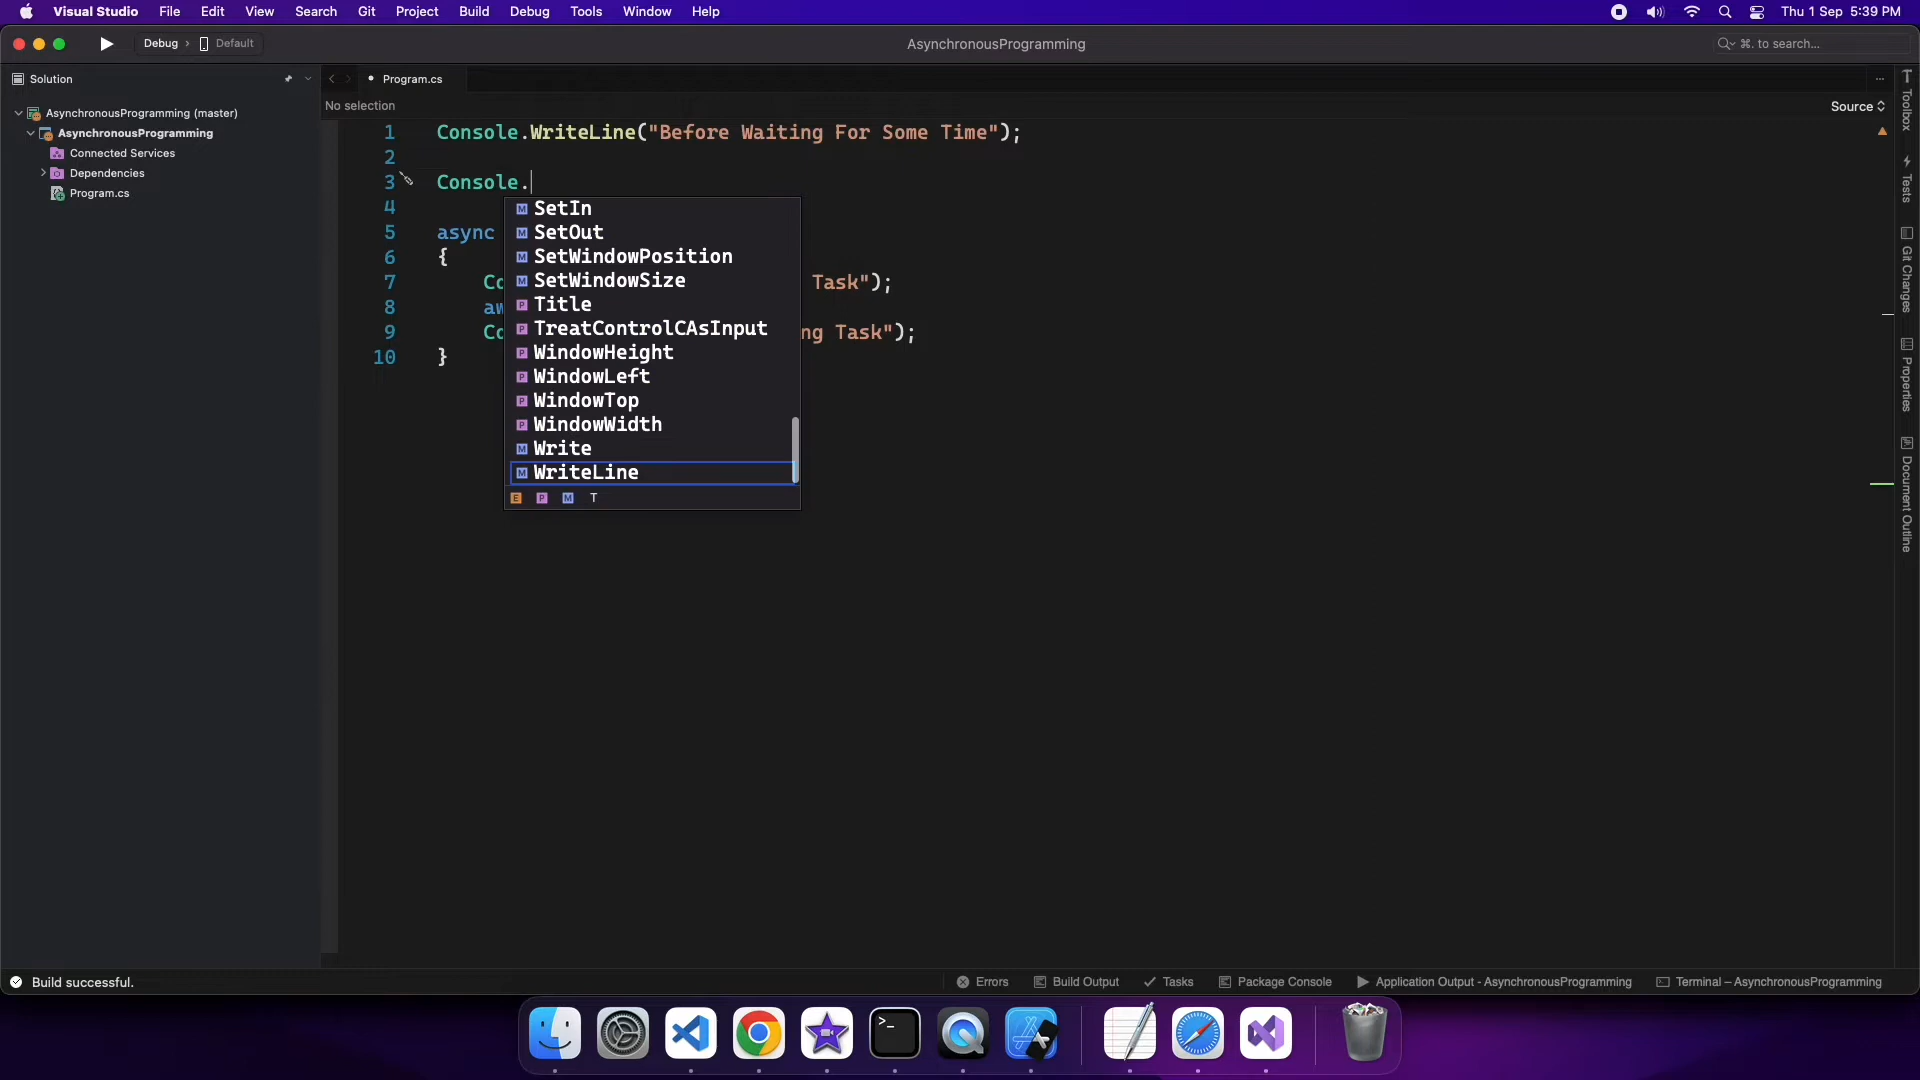 Visual Studio File Edit View Search Git Project Build Debug Tools Window Help Thu 1 Sep 5:39 PM
Debug › Default AsynchronousProgramming ⌘. to search...
Solution
AsynchronousProgramming (master)
AsynchronousProgramming
Connected Services
Dependencies
Program.cs
Program.cs
No selection Source
1 Console.WriteLine("Before Waiting For Some Time");
2
3 Console.
4
5 async
6 {
7 Co Task");
8 aw
9 Co ng Task");
10 }
SetIn
SetOut
SetWindowPosition
SetWindowSize
Title
TreatControlCAsInput
WindowHeight
WindowLeft
WindowTop
WindowWidth
Write
WriteLine
E P M T
Toolbox
Tests
Git Changes
Properties
Document Outline
Build successful. Errors Build Output Tasks Package Console Application Output - AsynchronousProgramming Terminal – AsynchronousProgramming